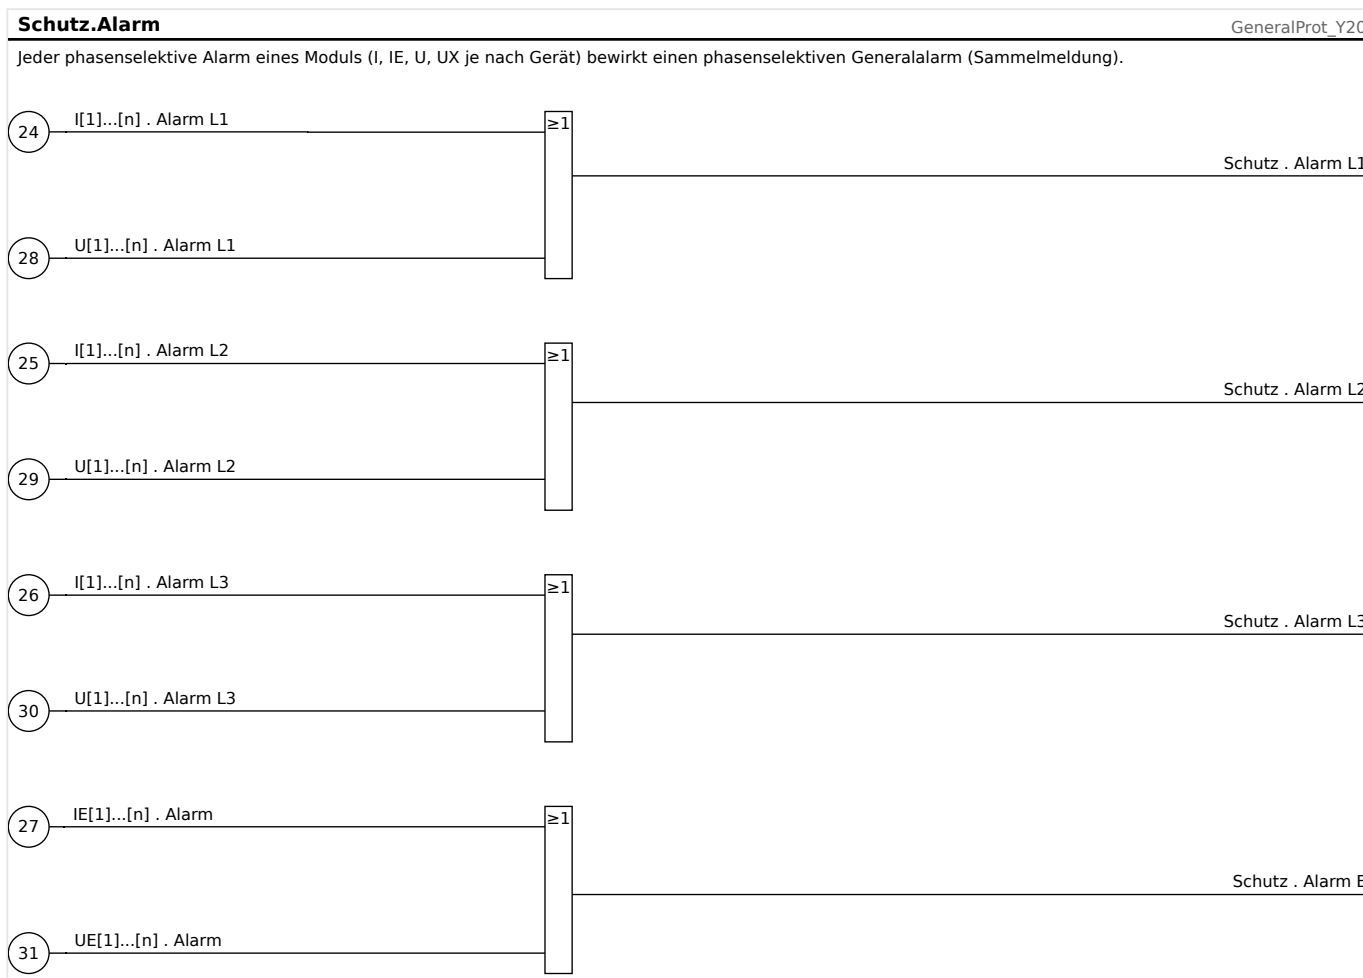 Schutz.Alarm
GeneralProt_Y20
Jeder phasenselektive Alarm eines Moduls (I, IE, U, UX je nach Gerät) bewirkt einen phasenselektiven Generalalarm (Sammelmeldung).
24 I[1]...[n] . Alarm L1 ≥1
Schutz . Alarm L1
28 U[1]...[n] . Alarm L1
25 I[1]...[n] . Alarm L2 ≥1
Schutz . Alarm L2
29 U[1]...[n] . Alarm L2
26 I[1]...[n] . Alarm L3 ≥1
Schutz . Alarm L3
30 U[1]...[n] . Alarm L3
27 IE[1]...[n] . Alarm ≥1
Schutz . Alarm E
31 UE[1]...[n] . Alarm